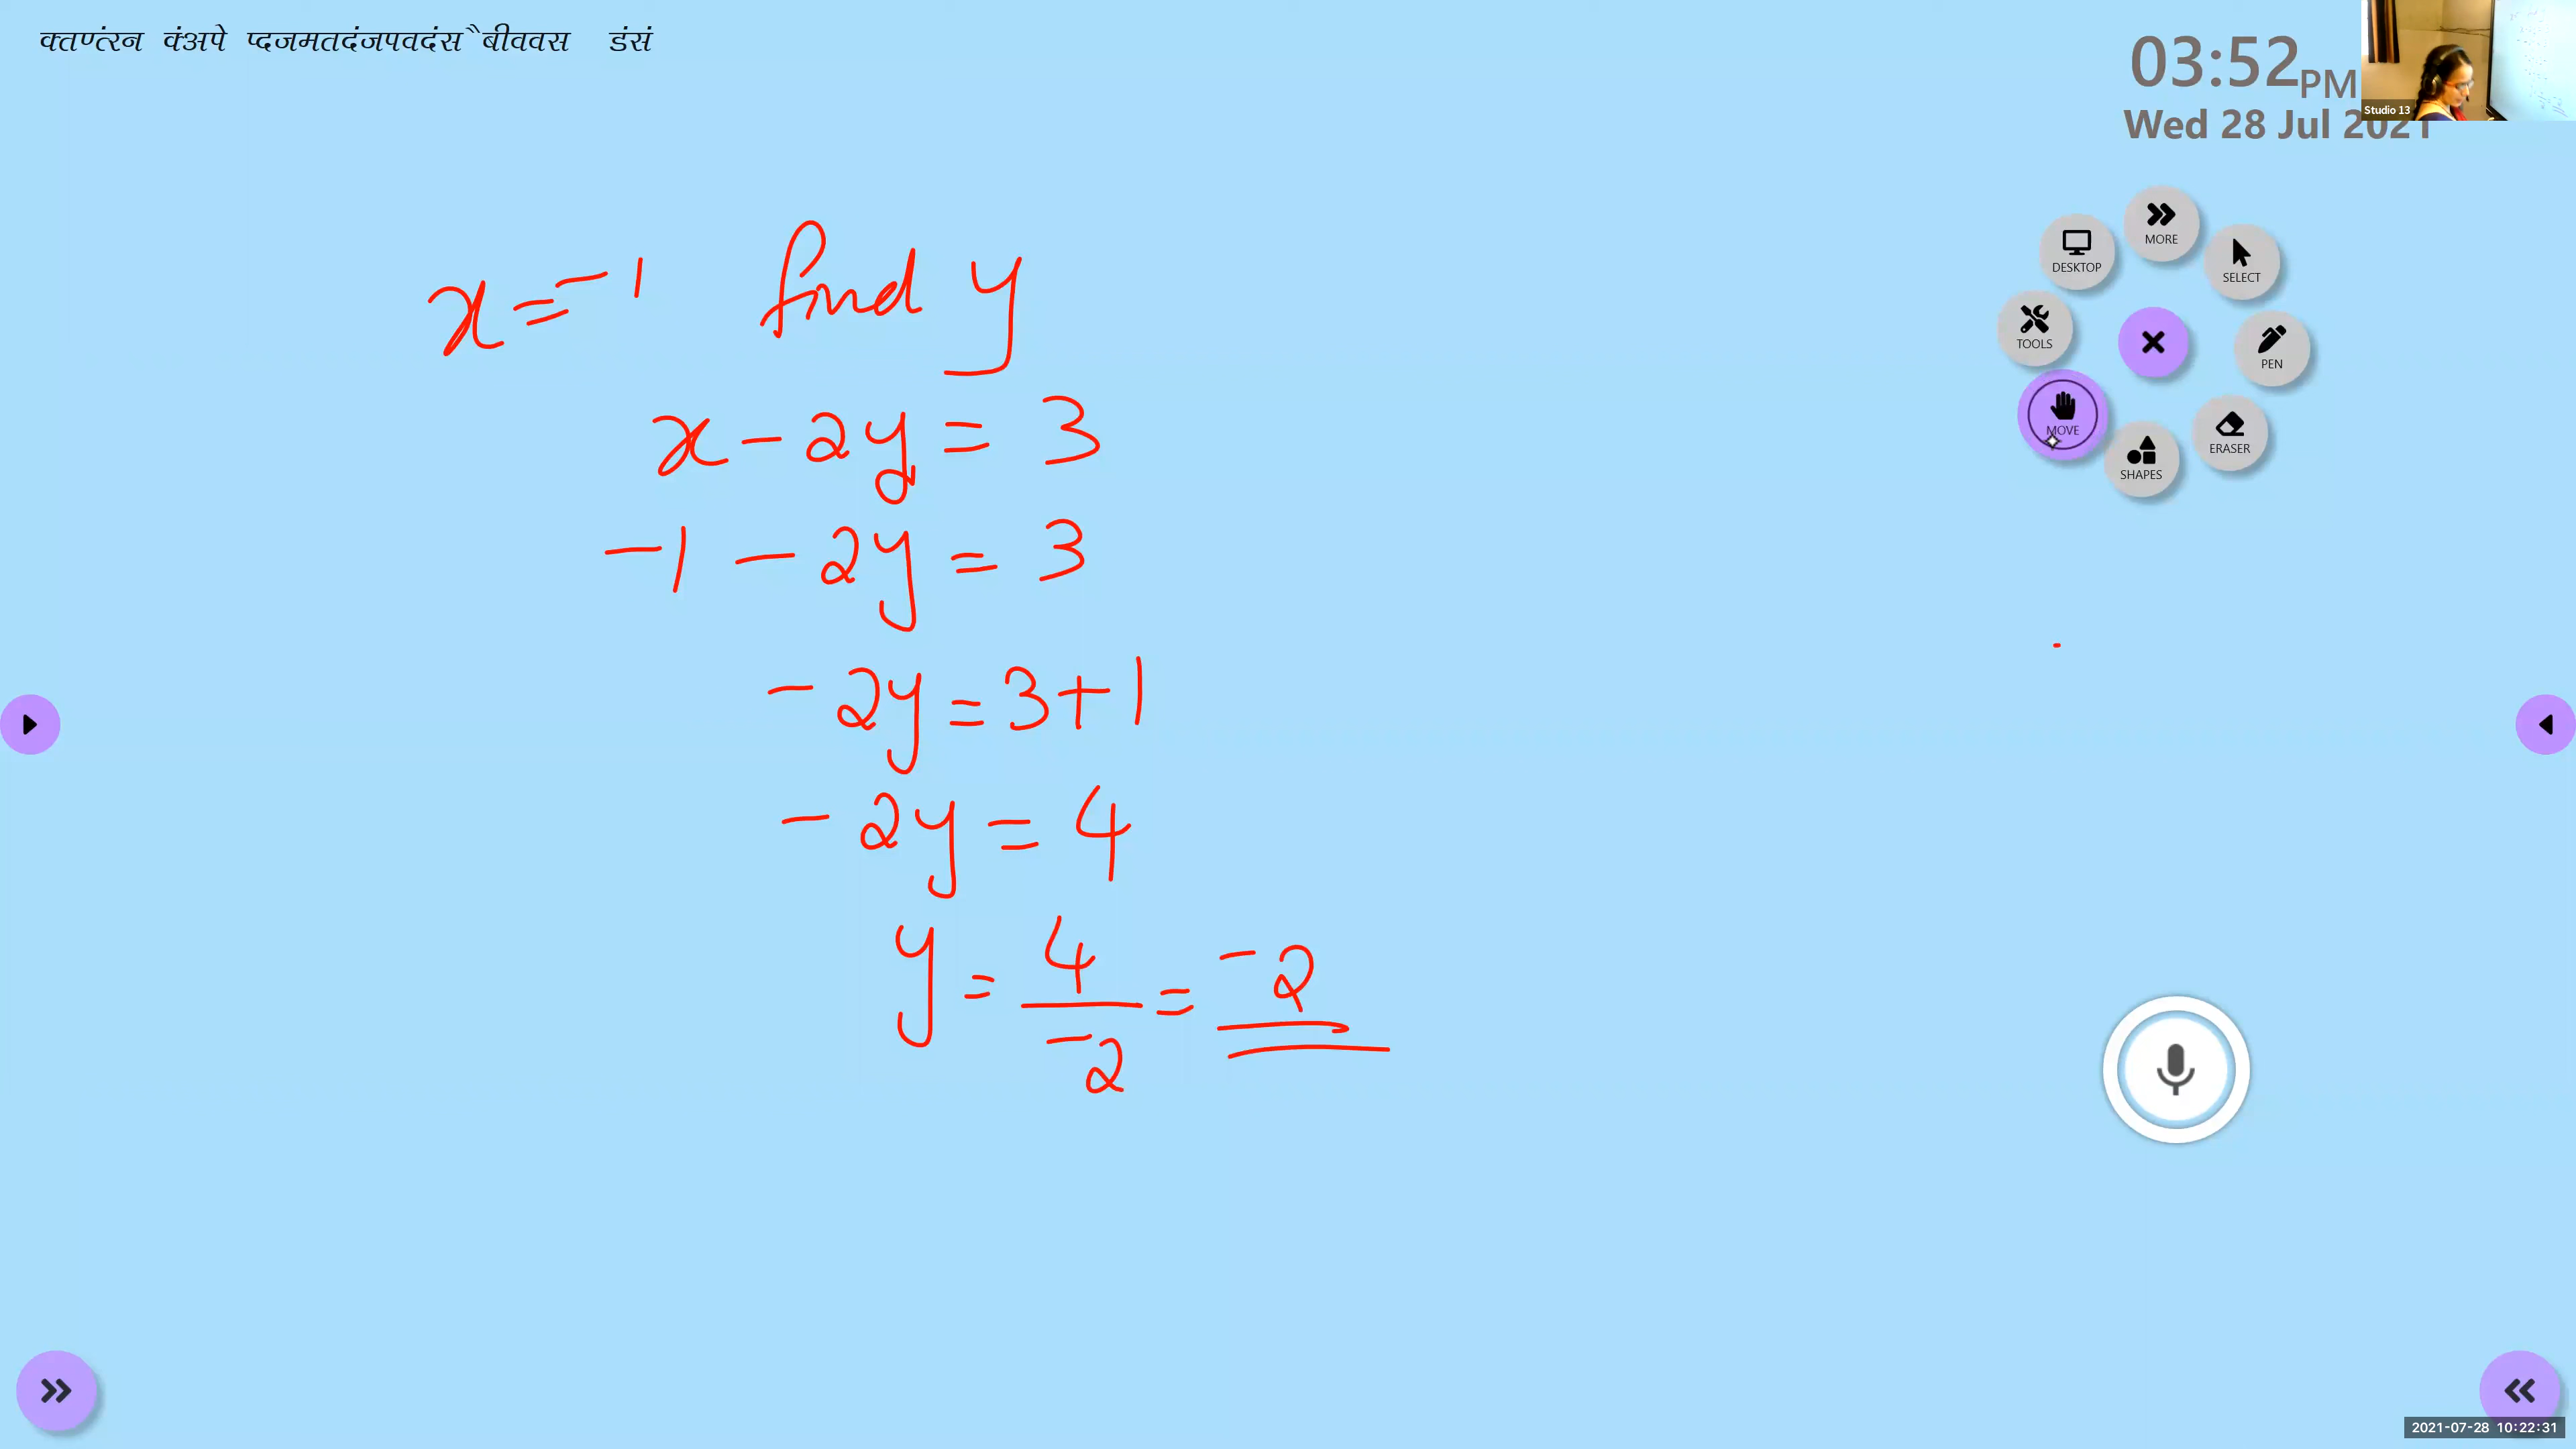 क्तण्तंरन कंअपे प्दजमतदंजपवदंस ैबीववस डंसं
03:52 PM
Wed 28 Jul 2021
Studio 13
MORE
DESKTOP
SELECT
TOOLS
PEN
MOVE
ERASER
SHAPES
x = -1 find y
x - 2y = 3
-1 - 2y = 3
-2y = 3+1
-2y = 4
y = 4/-2 = -2
2021-07-28 10:22:31